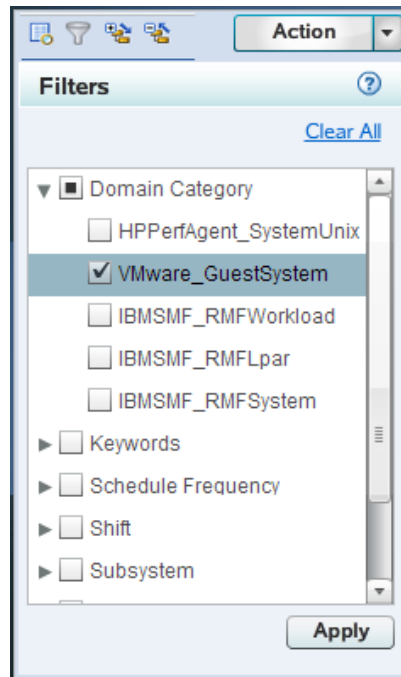 Action
Filters
Clear All
Domain Category
HPPerfAgent_SystemUnix
VMware_GuestSystem
IBMSMF_RMFWorkload
IBMSMF_RMFLpar
IBMSMF_RMFSystem
Keywords
Schedule Frequency
Shift
Subsystem
Apply